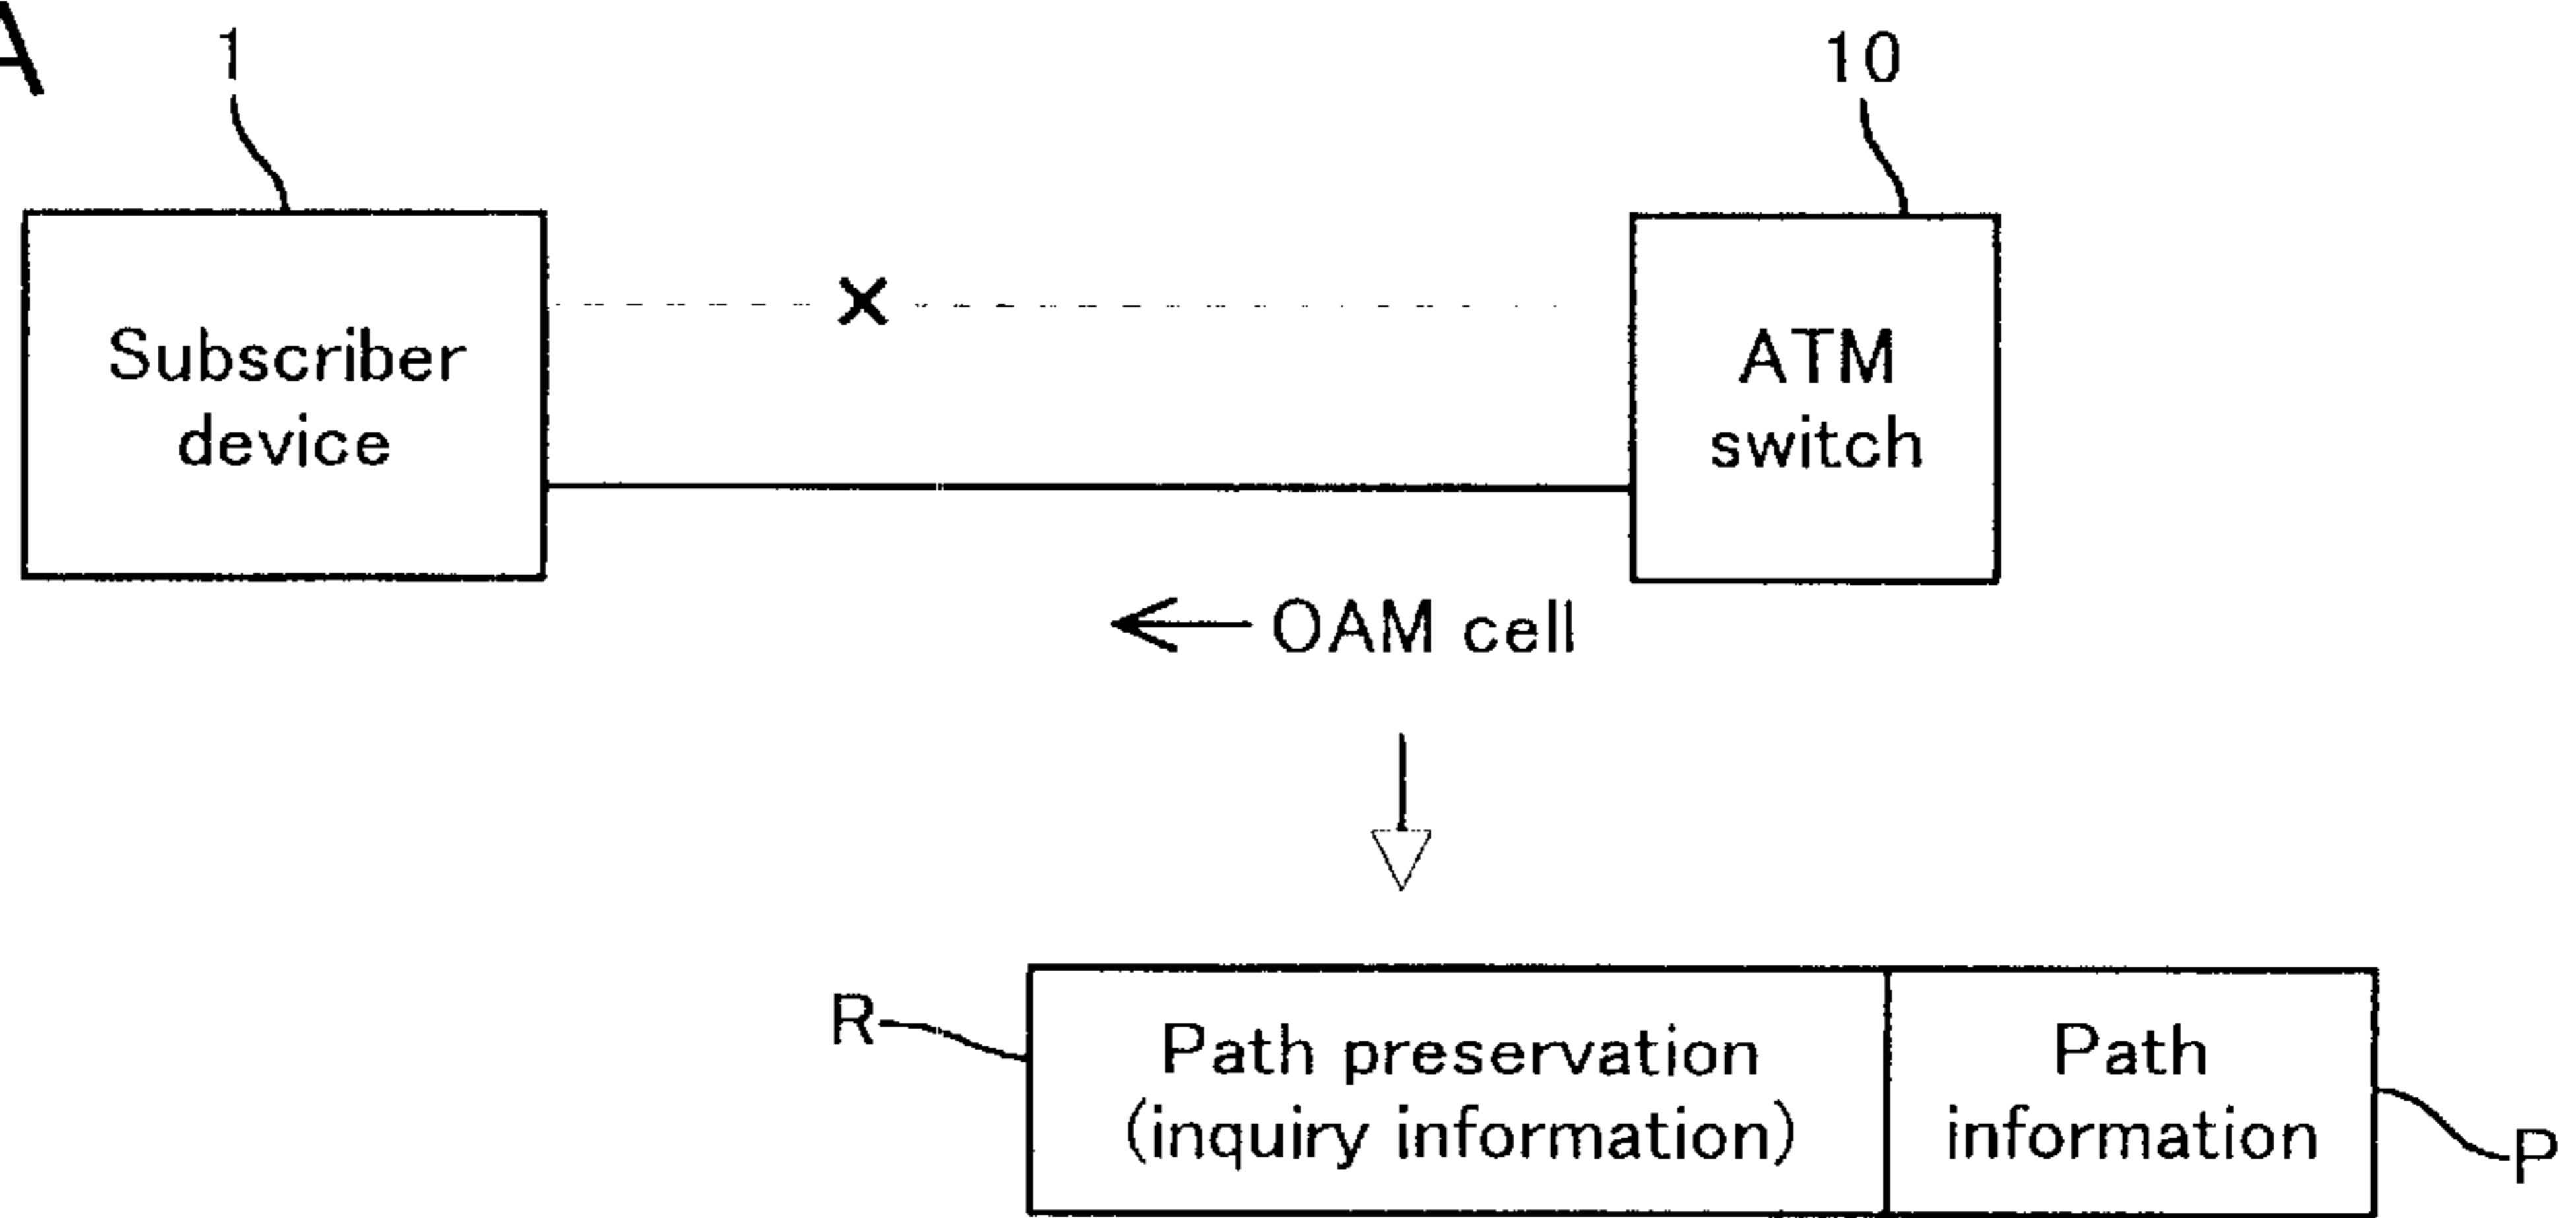 A
1
10
Subscriber
device
ATM
switch
× 
← OAM cell
R
Path preservation
(inquiry information)
Path
information
P